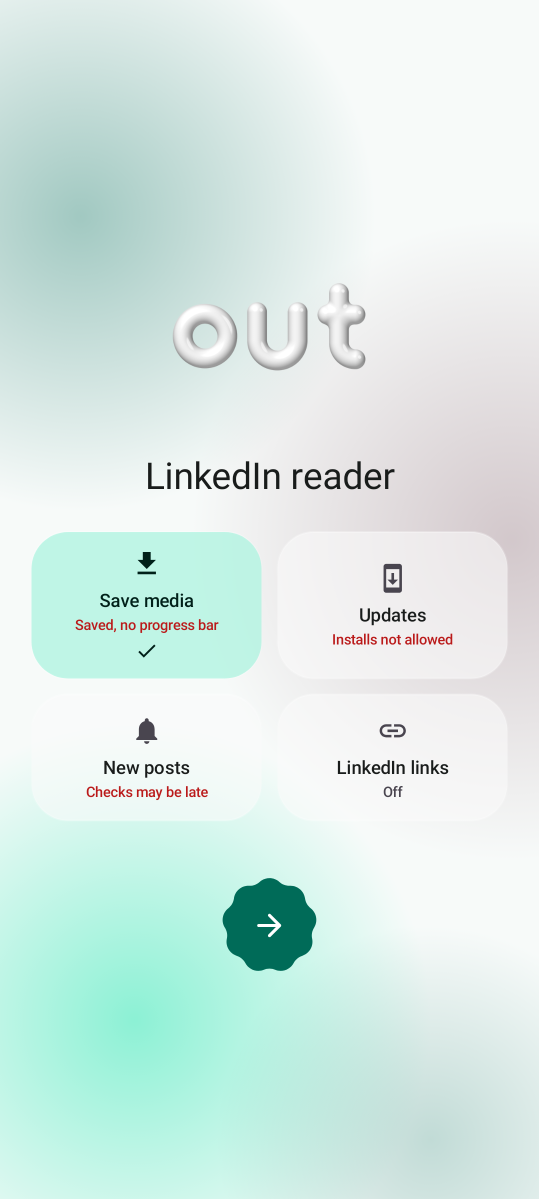 out
LinkedIn reader
Save media
Saved, no progress bar
Updates
Installs not allowed
New posts
Checks may be late
LinkedIn links
Off